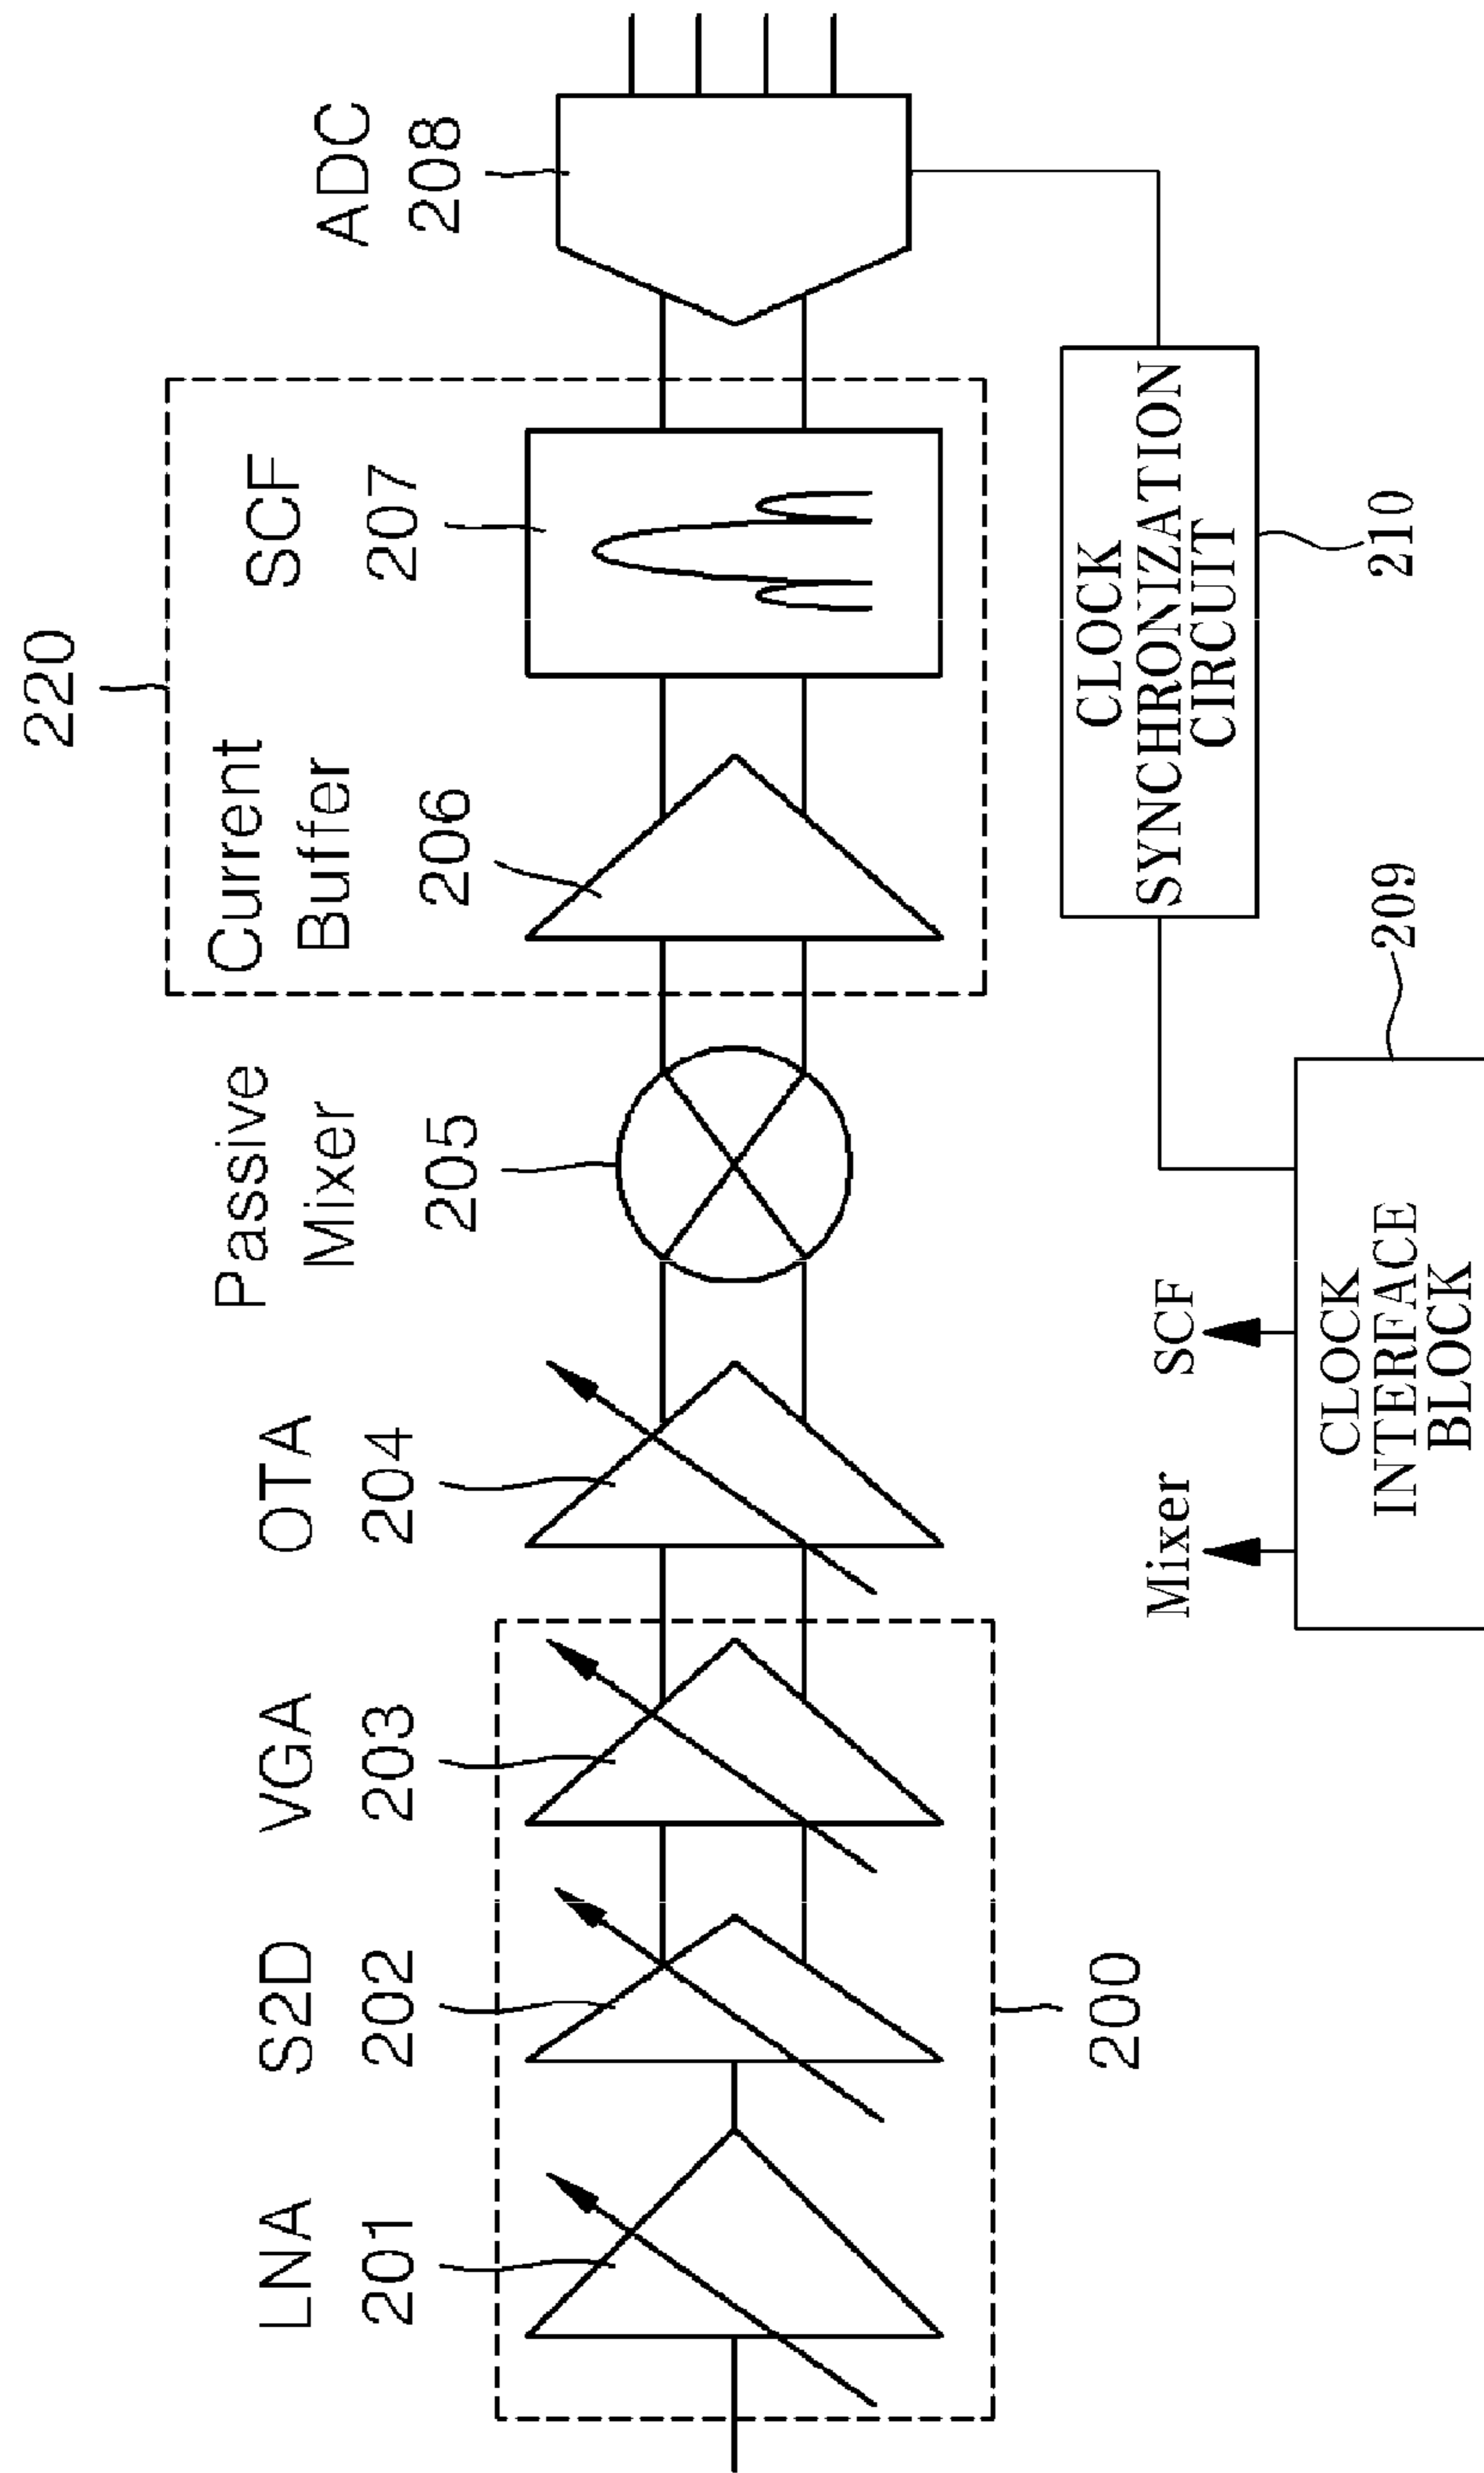 220
LNA
201
S2D
202
VGA
203
OTA
204
Passive
Mixer
205
Current
Buffer
206
SCF
207
ADC
208
200
Mixer
SCF
CLOCK
INTERFACE
BLOCK
209
CLOCK
SYNCHRONIZATION
CIRCUIT
210